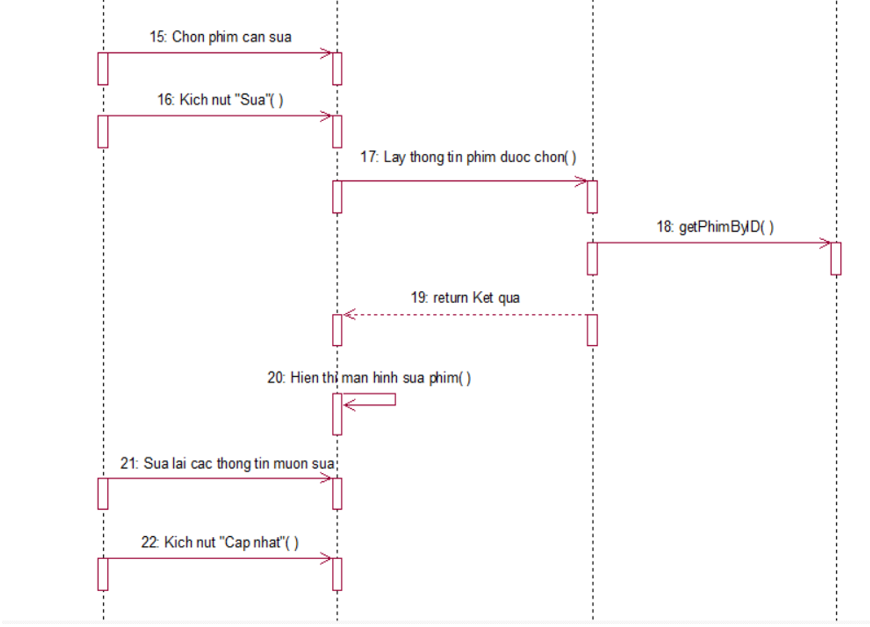 15: Chon phim can sua
16: Kich nut "Sua"( )
17: Lay thong tin phim duoc chon( )
18: getPhimByID( )
19: return Ket qua
20: Hien thi man hinh sua phim( )
21: Sua lai cac thong tin muon sua
22: Kich nut "Cap nhat"( )